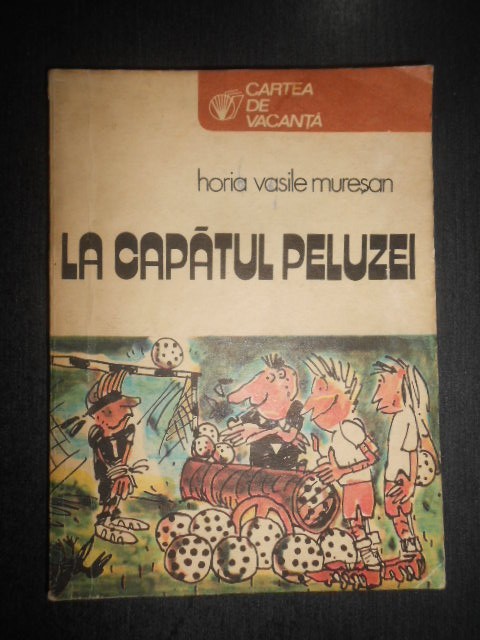 CARTEA
DE
VACANȚĂ
horia vasile mureșan
LA CAPĂTUL PELUZEI